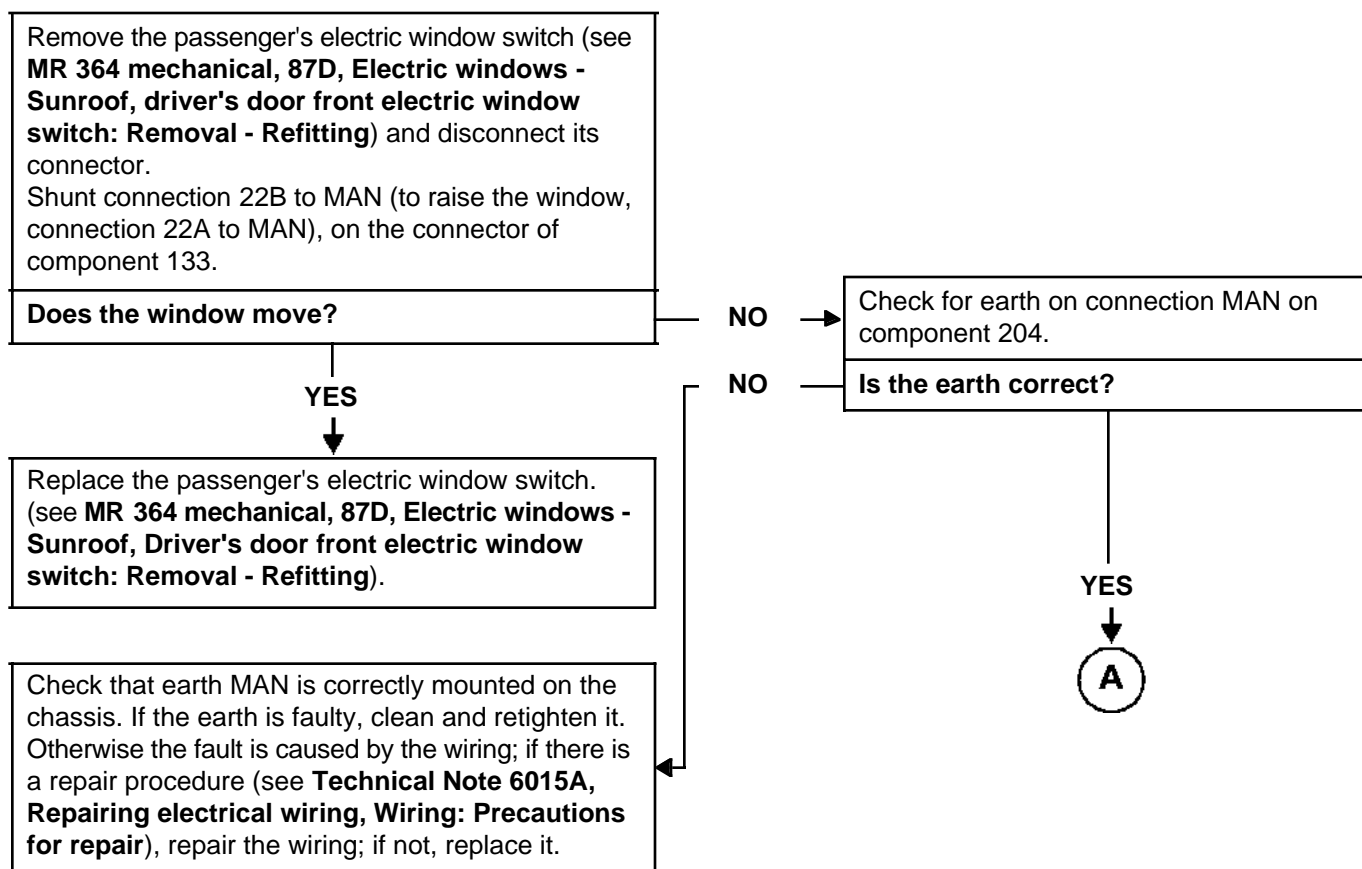 Remove the passenger's electric window switch (see
MR 364 mechanical, 87D, Electric windows -
Sunroof, driver's door front electric window
switch: Removal - Refitting) and disconnect its
connector.
Shunt connection 22B to MAN (to raise the window,
connection 22A to MAN), on the connector of
component 133.
Does the window move?
NO
Check for earth on connection MAN on
component 204.
Is the earth correct?
NO
YES
Replace the passenger's electric window switch.
(see MR 364 mechanical, 87D, Electric windows -
Sunroof, Driver's door front electric window
switch: Removal - Refitting).
YES
A
Check that earth MAN is correctly mounted on the
chassis. If the earth is faulty, clean and retighten it.
Otherwise the fault is caused by the wiring; if there is
a repair procedure (see Technical Note 6015A,
Repairing electrical wiring, Wiring: Precautions
for repair), repair the wiring; if not, replace it.